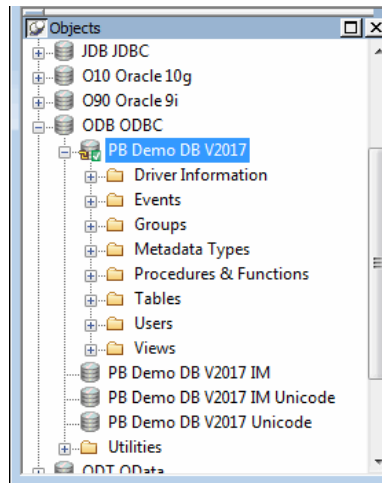 Objects
JDB JDBC
O10 Oracle 10g
O90 Oracle 9i
ODB ODBC
PB Demo DB V2017
Driver Information
Events
Groups
Metadata Types
Procedures & Functions
Tables
Users
Views
PB Demo DB V2017 IM
PB Demo DB V2017 IM Unicode
PB Demo DB V2017 Unicode
Utilities
ODT OData